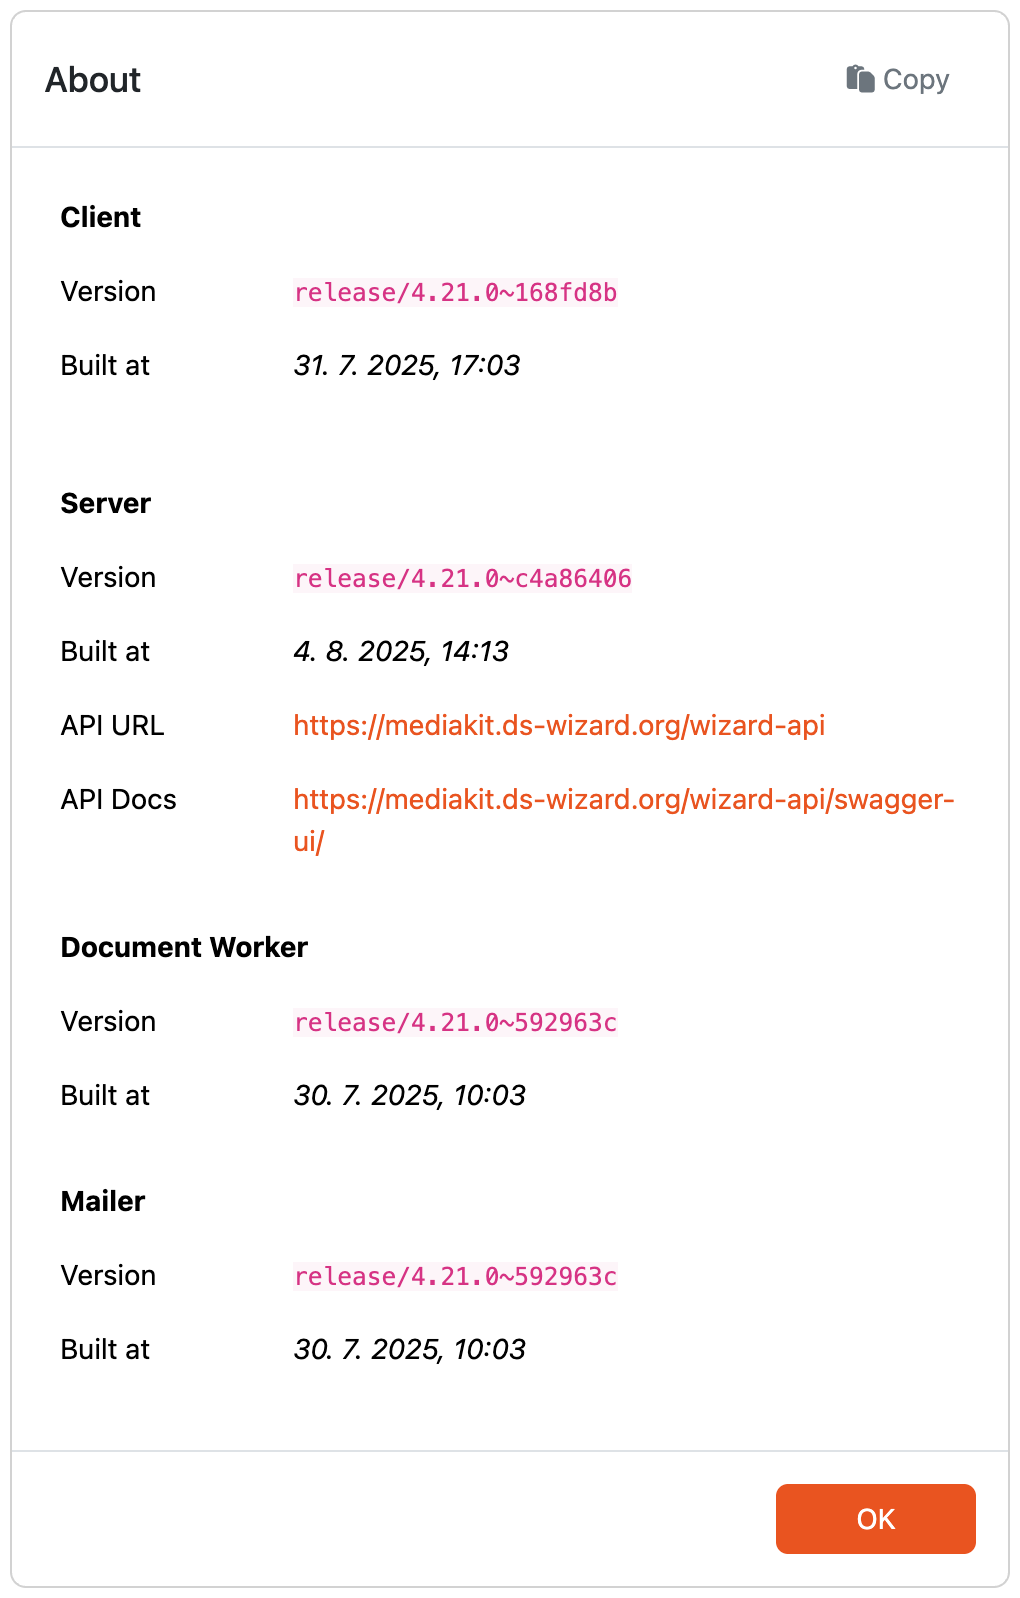 About
Copy
Client
Version release/4.21.0~168fd8b
Built at 31. 7. 2025, 17:03
Server
Version release/4.21.0~c4a86406
Built at 4. 8. 2025, 14:13
API URL https://mediakit.ds-wizard.org/wizard-api
API Docs https://mediakit.ds-wizard.org/wizard-api/swagger-
ui/
Document Worker
Version release/4.21.0~592963c
Built at 30. 7. 2025, 10:03
Mailer
Version release/4.21.0~592963c
Built at 30. 7. 2025, 10:03
OK